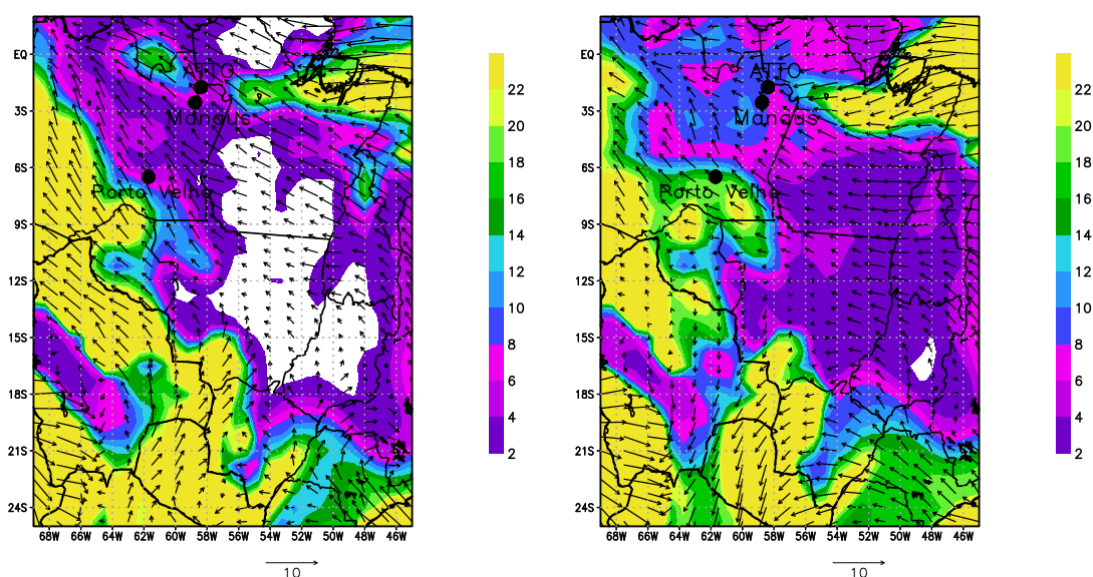 EQ
3S
6S
9S
12S
15S
18S
21S
24S
68W 66W 64W 62W 60W 58W 56W 54W 52W 50W 48W 46W
10
ATTO
Manaus
Porto Velho
22
20
18
16
14
12
10
8
6
4
2
EQ
3S
6S
9S
12S
15S
18S
21S
24S
68W 66W 64W 62W 60W 58W 56W 54W 52W 50W 48W 46W
10
ATTO
Manaus
Porto Velho
22
20
18
16
14
12
10
8
6
4
2